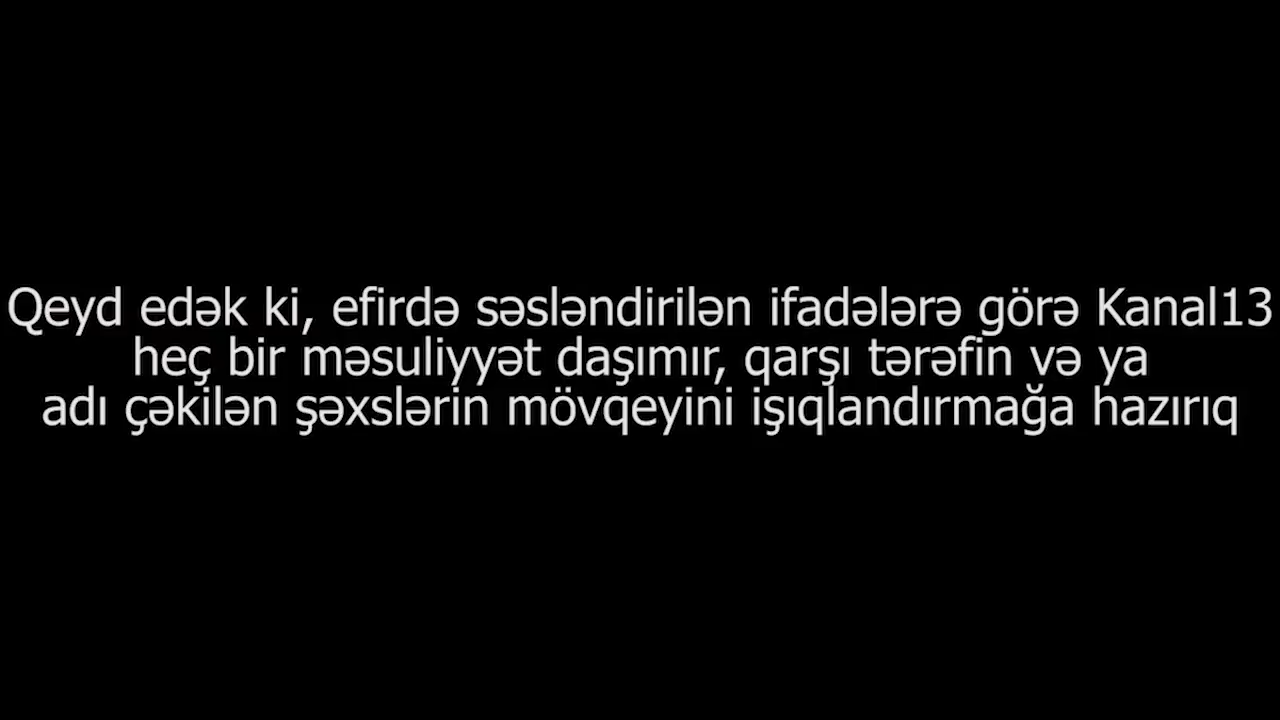 Qeyd edək ki, efirdə səsləndirilən ifadələrə görə Kanal13
heç bir məsuliyyət daşımır, qarşı tərəfin və ya
adı çəkilən şəxslərin mövqeyini işıqlandırmağa hazırıq